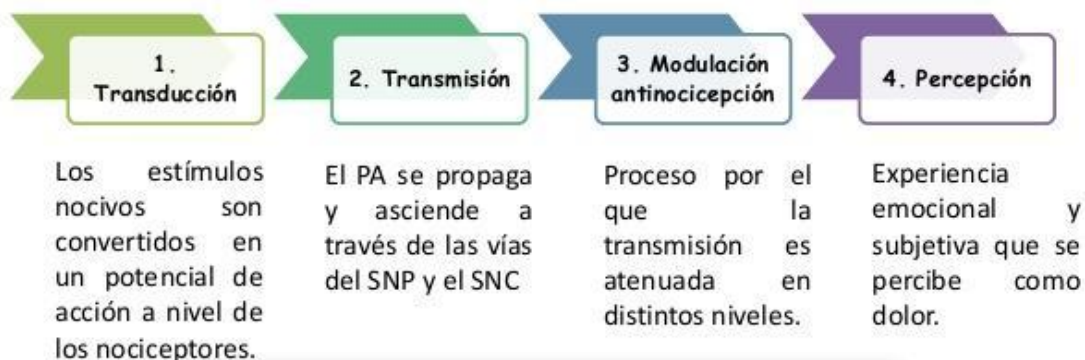 1.
Transducción
2. Transmisión
3. Modulación
antinocicepción
4. Percepción
Los estímulos
nocivos son
convertidos en
un potencial de
acción a nivel de
los nociceptores.
El PA se propaga
y asciende a
través de las vías
del SNP y el SNC
Proceso por el
que la
transmisión es
atenuada en
distintos niveles.
Experiencia
emocional y
subjetiva que se
percibe como
dolor.